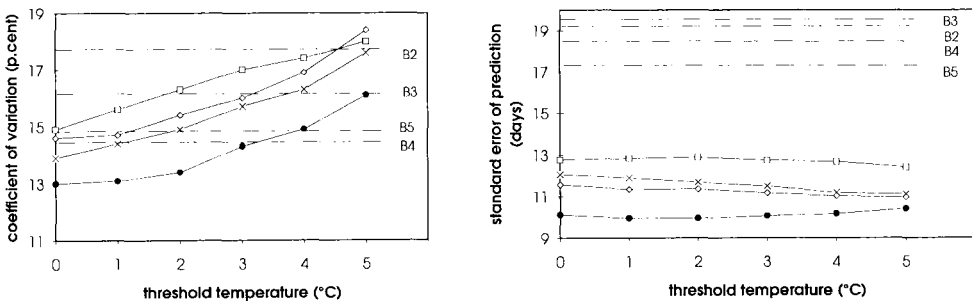 coefficient of variation (p.cent)
19
17
15
13
11
B2
B3
B5
B4
0 1 2 3 4 5
threshold temperature (°C)
standard error of prediction
(days)
19
17
13
11
9
B3
B2
B4
B5
0 1 2 3 4 5
threshold temperature (°C)